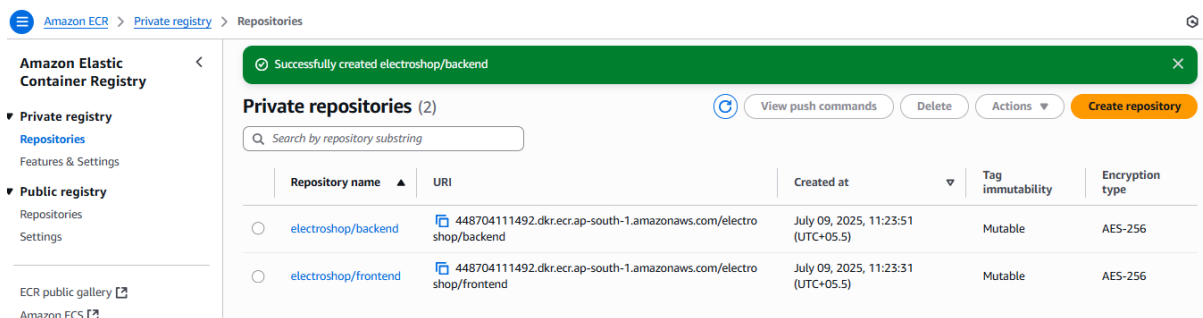 Amazon ECR > Private registry > Repositories
Amazon Elastic
Container Registry
Private registry
Repositories
Features & Settings
Public registry
Repositories
Settings
ECR public gallery
Amazon ECS
Successfully created electroshop/backend
Private repositories (2)
View push commands
Delete
Actions
Create repository
Search by repository substring
Repository name
URI
Created at
Tag
immutability
Encryption
type
electroshop/backend
448704111492.dkr.ecr.ap-south-1.amazonaws.com/electro
shop/backend
July 09, 2025, 11:23:51
(UTC+05.5)
Mutable
AES-256
electroshop/frontend
448704111492.dkr.ecr.ap-south-1.amazonaws.com/electro
shop/frontend
July 09, 2025, 11:23:31
(UTC+05.5)
Mutable
AES-256